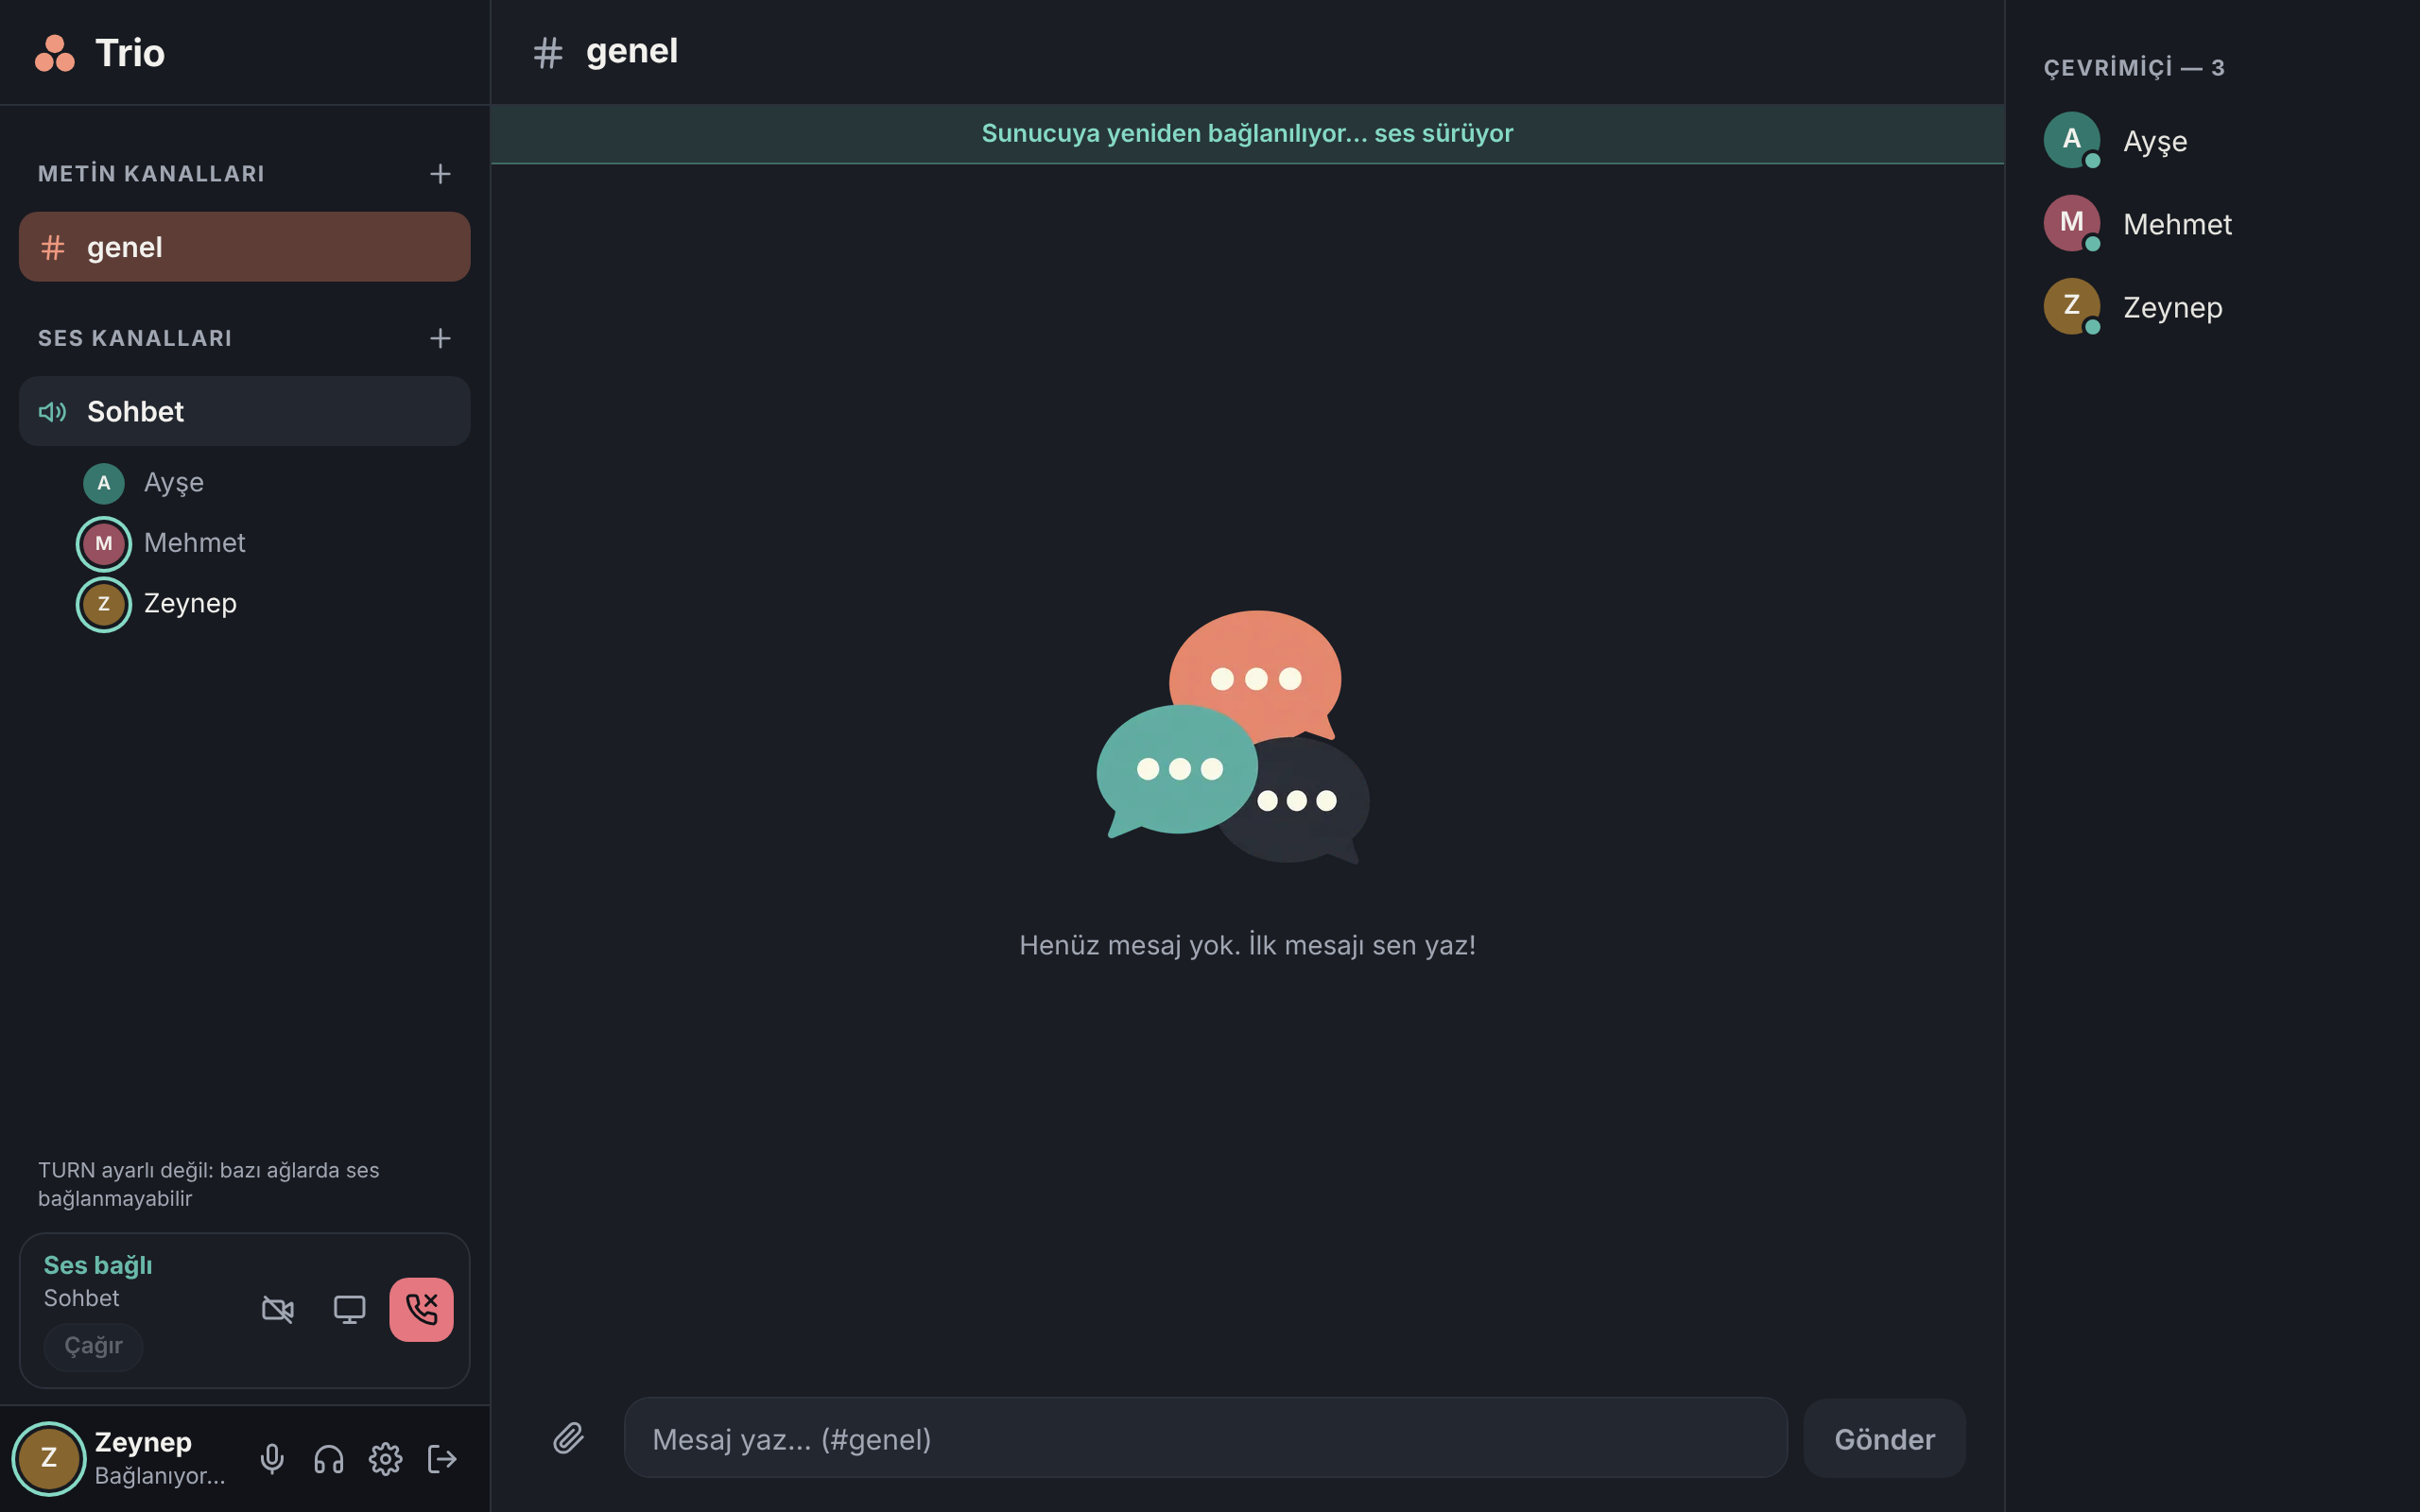 Trio
METİN KANALLARI
# genel
SES KANALLARI
Sohbet
A Ayşe
M Mehmet
Z Zeynep
TURN ayarlı değil: bazı ağlarda ses
bağlanmayabilir
Ses bağlı
Sohbet
Çağır
Z Zeynep
Bağlanıyor...
# genel
Sunucuya yeniden bağlanılıyor... ses sürüyor
Henüz mesaj yok. İlk mesajı sen yaz!
Mesaj yaz... (#genel)
Gönder
ÇEVRİMİÇİ — 3
A Ayşe
M Mehmet
Z Zeynep